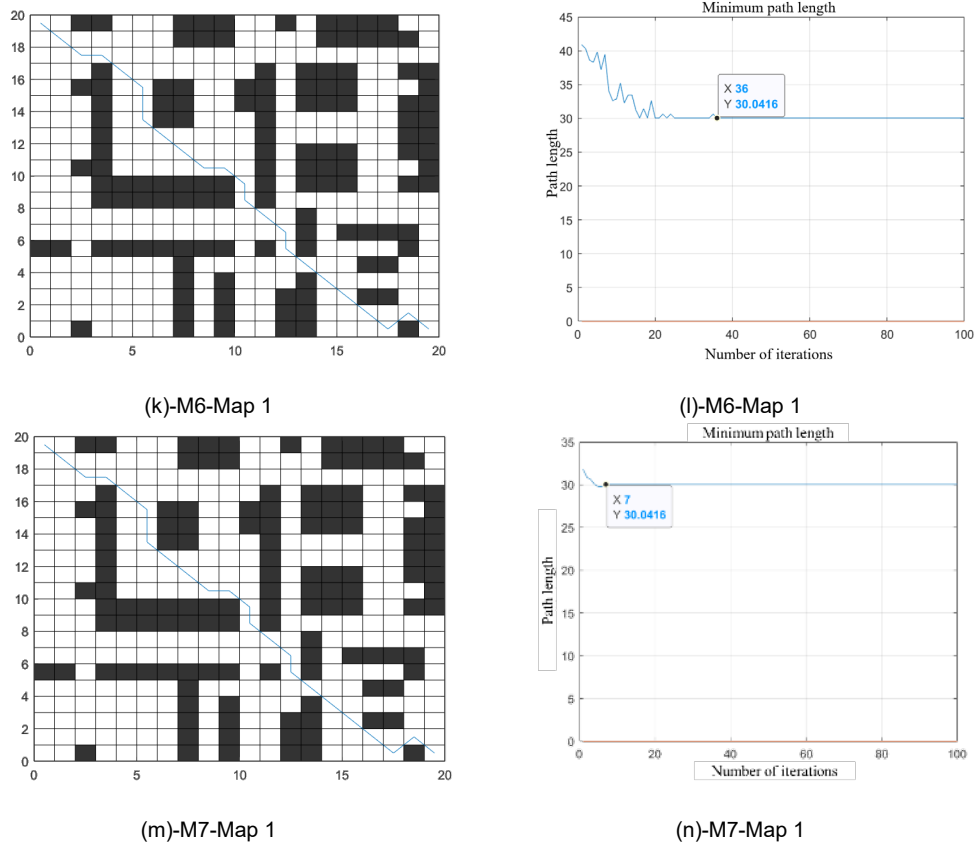 20
18
16
14
12
10
8
6
4
2
0
0 5 10 15 20
Minimum path length
45
40
35
30
25
20
15
10
5
0
X 36
Y 30.0416
Path length
0 20 40 60 80 100
Number of iterations
(k)-M6-Map 1
(l)-M6-Map 1
20
18
16
14
12
10
8
6
4
2
0
0 5 10 15 20
Minimum path length
35
30
25
20
15
10
5
0
X 7
Y 30.0416
Path length
0 20 40 60 80 100
Number of iterations
(m)-M7-Map 1
(n)-M7-Map 1